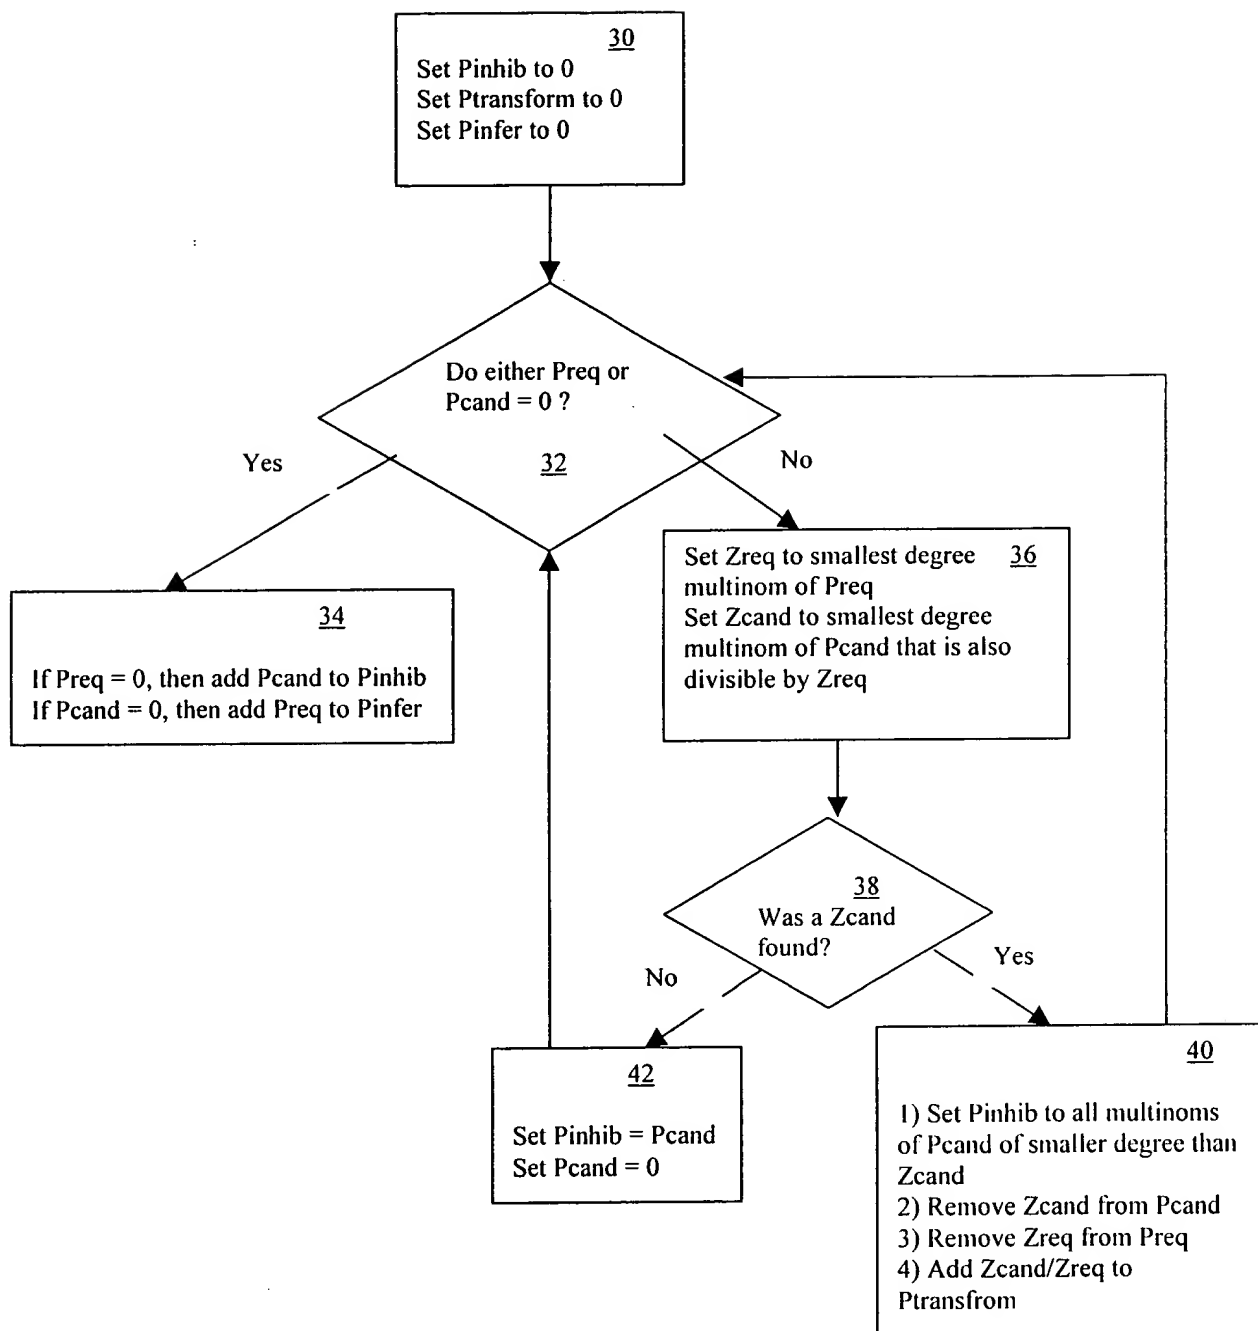 30
Set Pinhib to 0
Set Ptransform to 0
Set Pinfer to 0
Do either Preq or
Pcand = 0 ?
32
Yes
No
34
If Preq = 0, then add Pcand to Pinhib
If Pcand = 0, then add Preq to Pinfer
Set Zreq to smallest degree 36
multinom of Preq
Set Zcand to smallest degree
multinom of Pcand that is also
divisible by Zreq
38
Was a Zcand
found?
No
Yes
42
Set Pinhib = Pcand
Set Pcand = 0
40
1) Set Pinhib to all multinoms
of Pcand of smaller degree than
Zcand
2) Remove Zcand from Pcand
3) Remove Zreq from Preq
4) Add Zcand/Zreq to
Ptransfrom